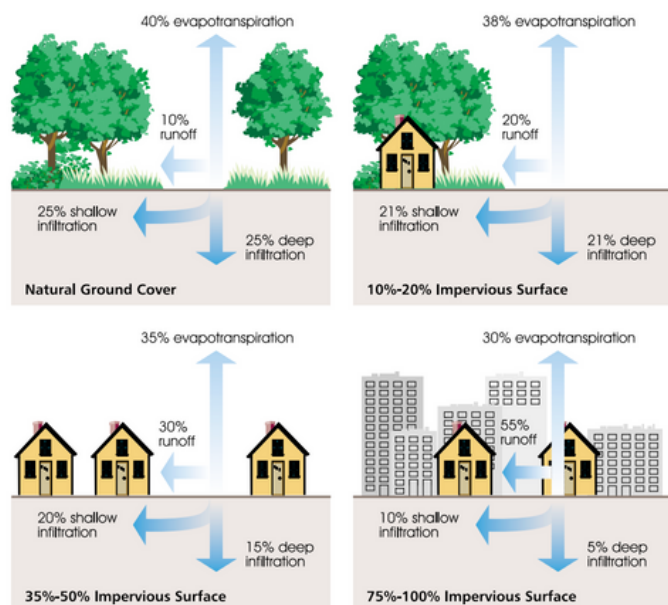 40% evapotranspiration
10%
runoff
25% shallow
infiltration
25% deep
infiltration
Natural Ground Cover
38% evapotranspiration
20%
runoff
21% shallow
infiltration
21% deep
infiltration
10%-20% Impervious Surface
35% evapotranspiration
30%
runoff
20% shallow
infiltration
15% deep
infiltration
35%-50% Impervious Surface
30% evapotranspiration
55%
runoff
10% shallow
infiltration
5% deep
infiltration
75%-100% Impervious Surface